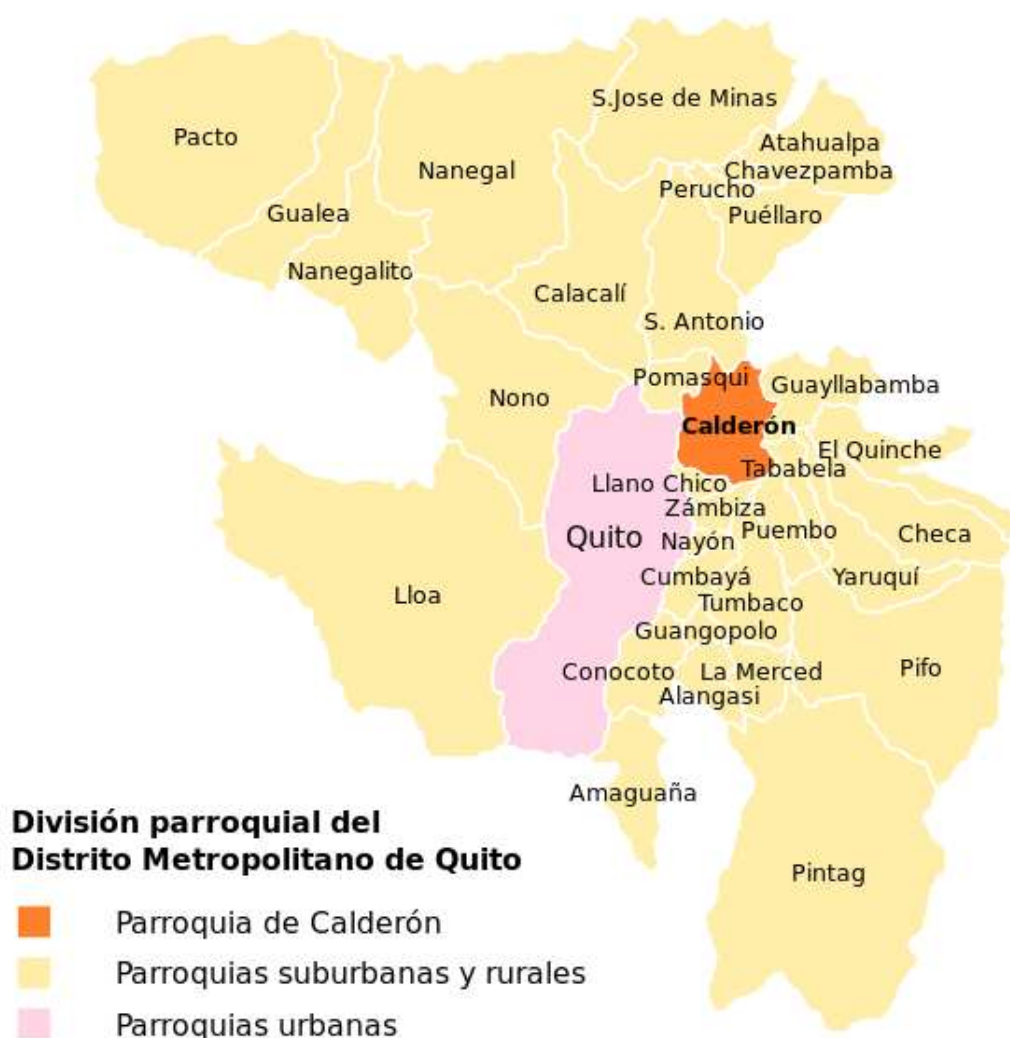 S.Jose de Minas
Pacto
Atahualpa
Nanegal
Chavezpamba
Perucho
Gualea
Puéllaro
Nanegalito
Calacalí
S. Antonio
Pomasqui
Guayllabamba
Nono
Calderón
El Quinche
Tababela
Llano Chico
Zámbiza
Puembo
Checa
Quito
Nayón
Cumbayá
Yaruquí
Lloa
Tumbaco
Guangopolo
Pifo
Conocoto
La Merced
Alangasi
Amaguaña
Pintag
División parroquial del
Distrito Metropolitano de Quito
Parroquia de Calderón
Parroquias suburbanas y rurales
Parroquias urbanas